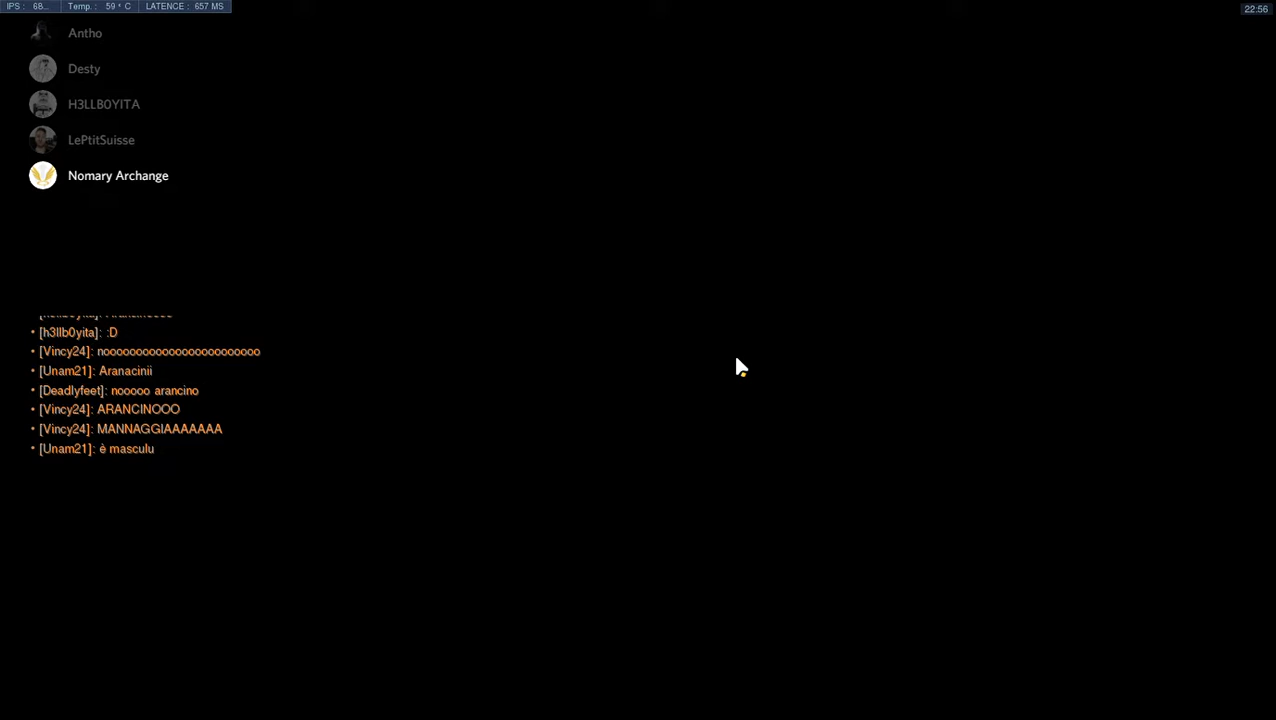 IPS : 68... Temp. : 59 ° C LATENCE : 657 MS
22:56
Antho
Desty
H3LLB0YITA
LePtitSuisse
Nomary Archange
• [h3llb0yita]: :D
• [Vincy24]: nooooooooooooooooooooooooo
• [Unam21]: Aranacinii
• [Deadlyfeet]: nooooo arancino
• [Vincy24]: ARANCINOOO
• [Vincy24]: MANNAGGIAAAAAAA
• [Unam21]: è masculu